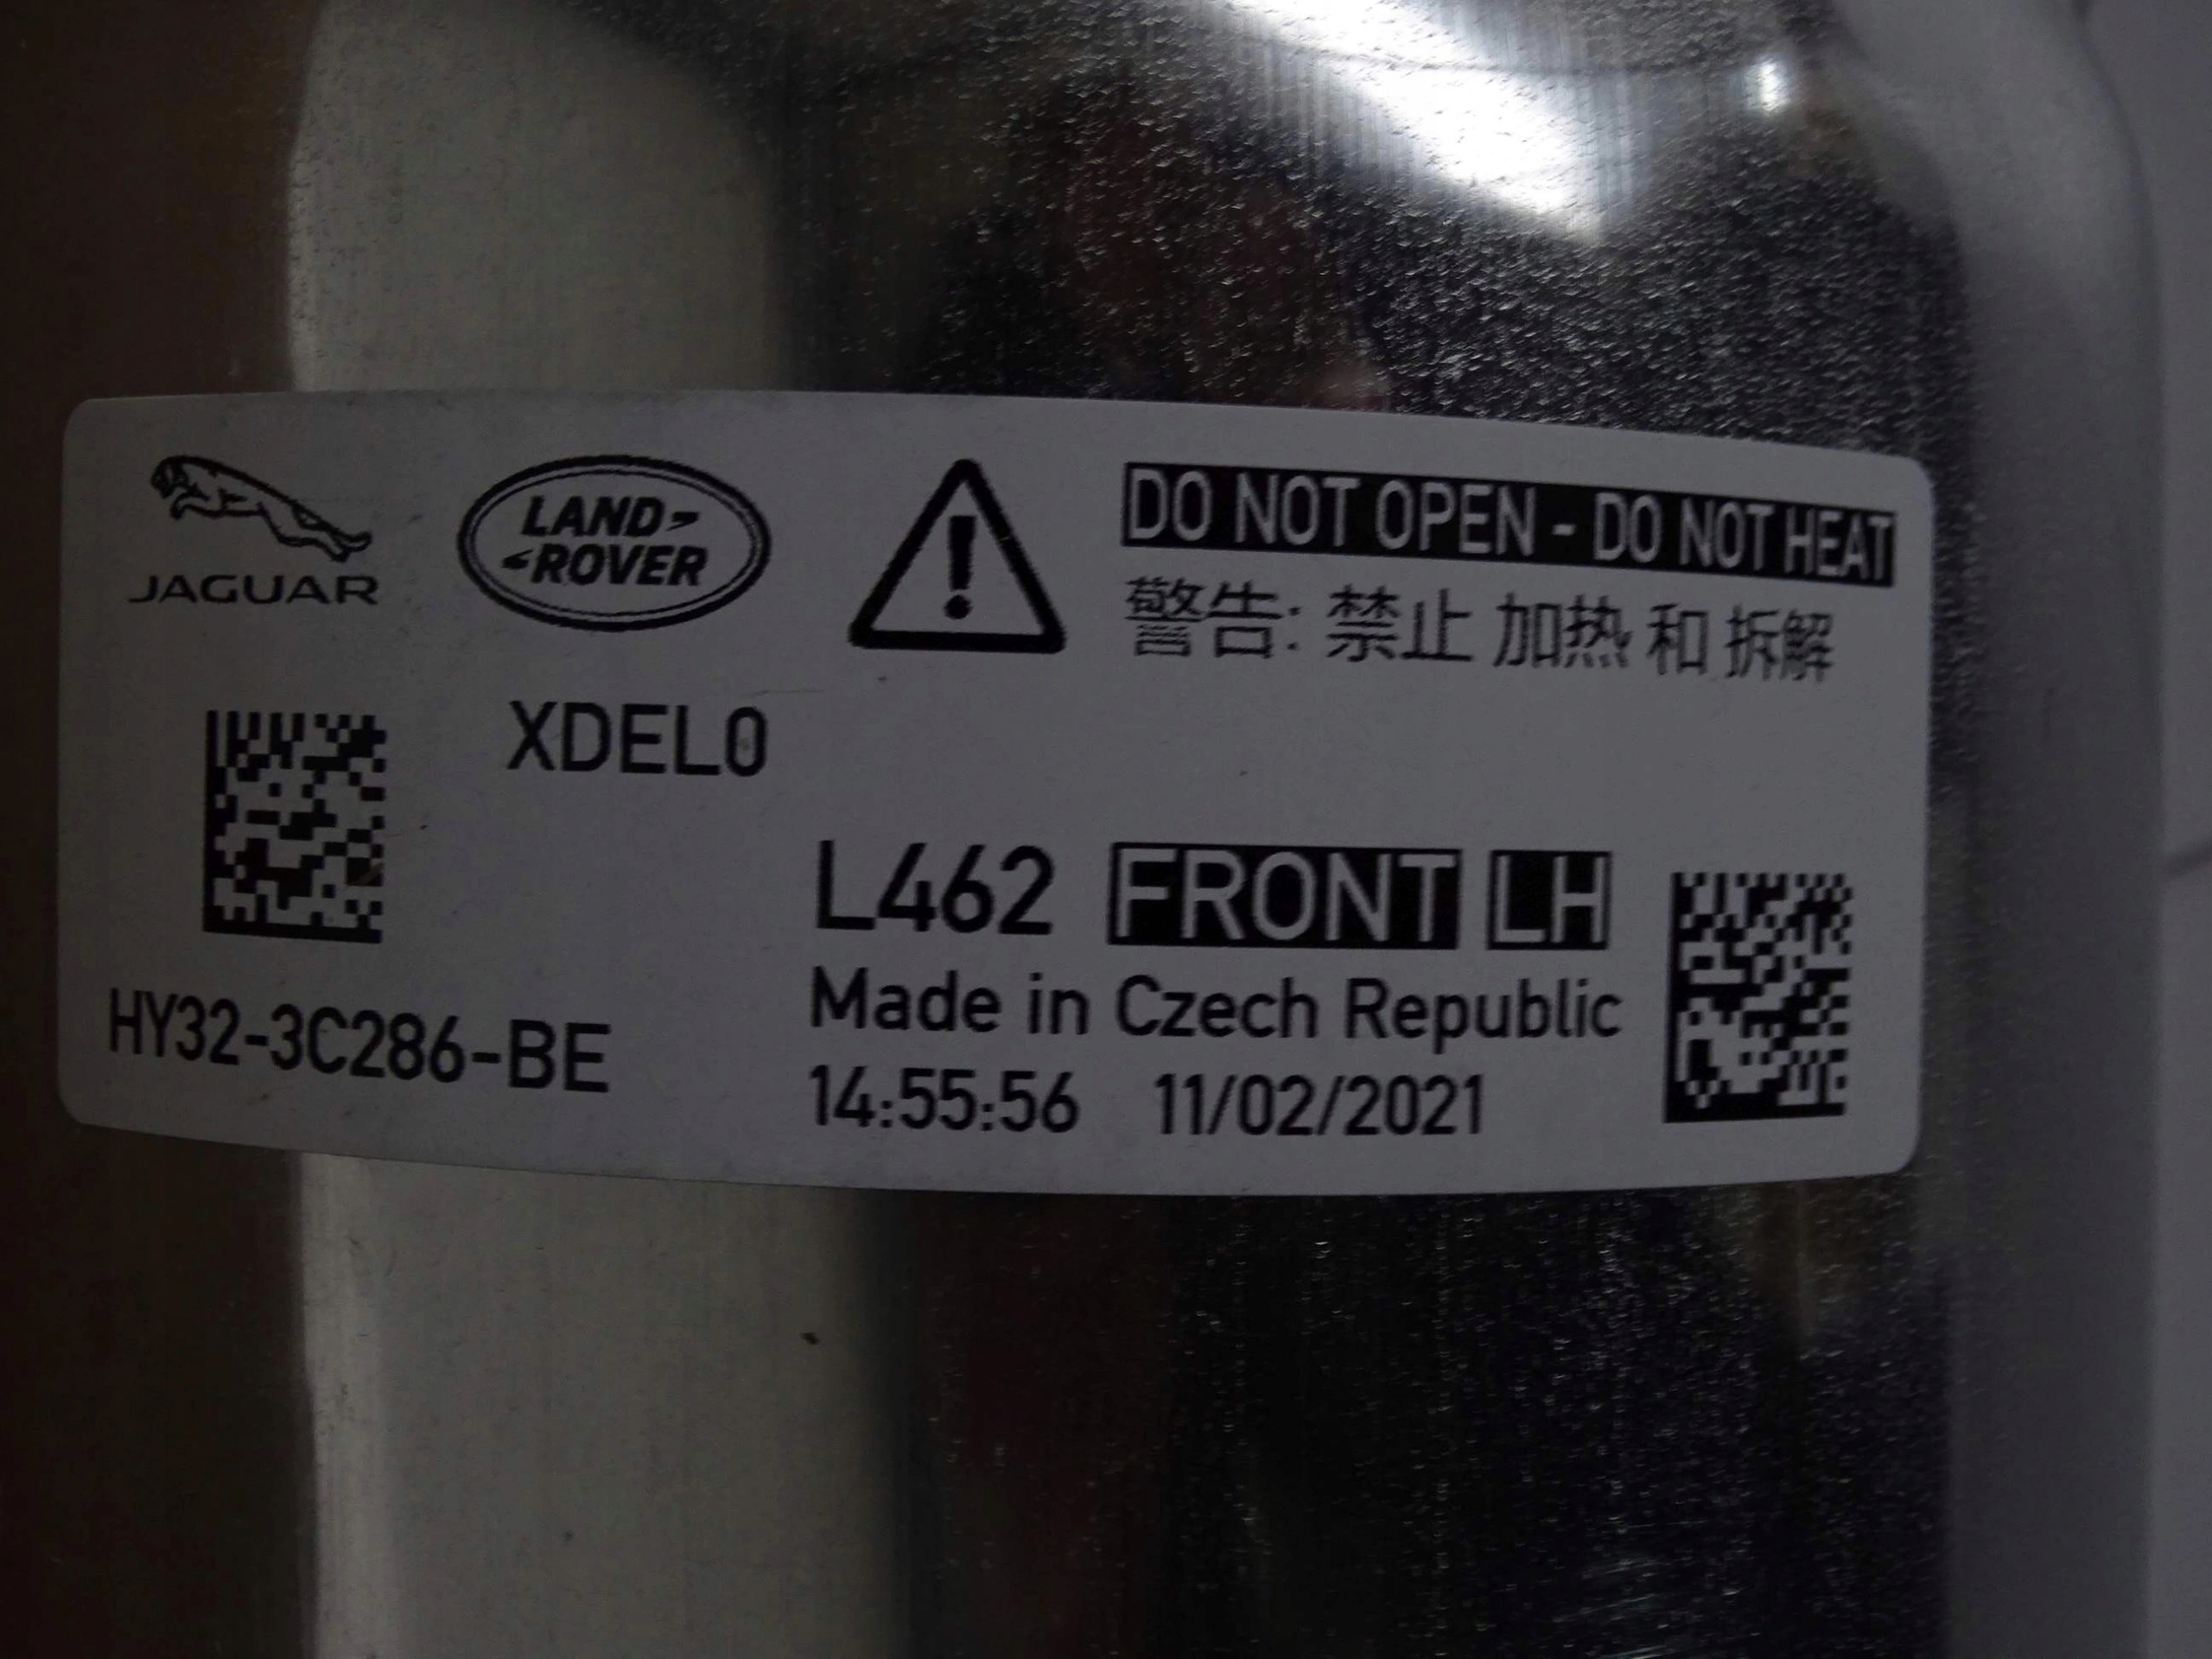 JAGUAR
LAND-
-ROVER
DO NOT OPEN - DO NOT HEAT
警告: 禁止 加热 和 拆解
XDEL0
L462 FRONT LH
Made in Czech Republic
HY32-3C286-BE
14:55:56 11/02/2021